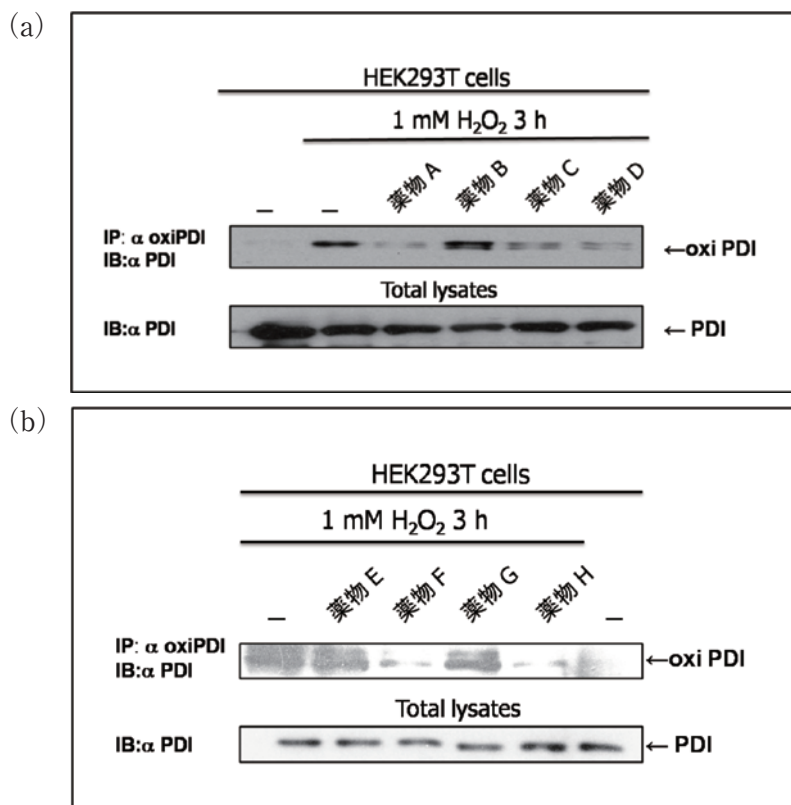 (a)
HEK293T cells
1 mM H₂O₂ 3 h
– – 薬物 A 薬物 B 薬物 C 薬物 D
IP: α oxiPDI
IB:α PDI
←oxi PDI
Total lysates
IB:α PDI
← PDI
(b)
HEK293T cells
1 mM H₂O₂ 3 h
– 薬物 E 薬物 F 薬物 G 薬物 H –
IP: α oxiPDI
IB:α PDI
←oxi PDI
Total lysates
IB:α PDI
← PDI